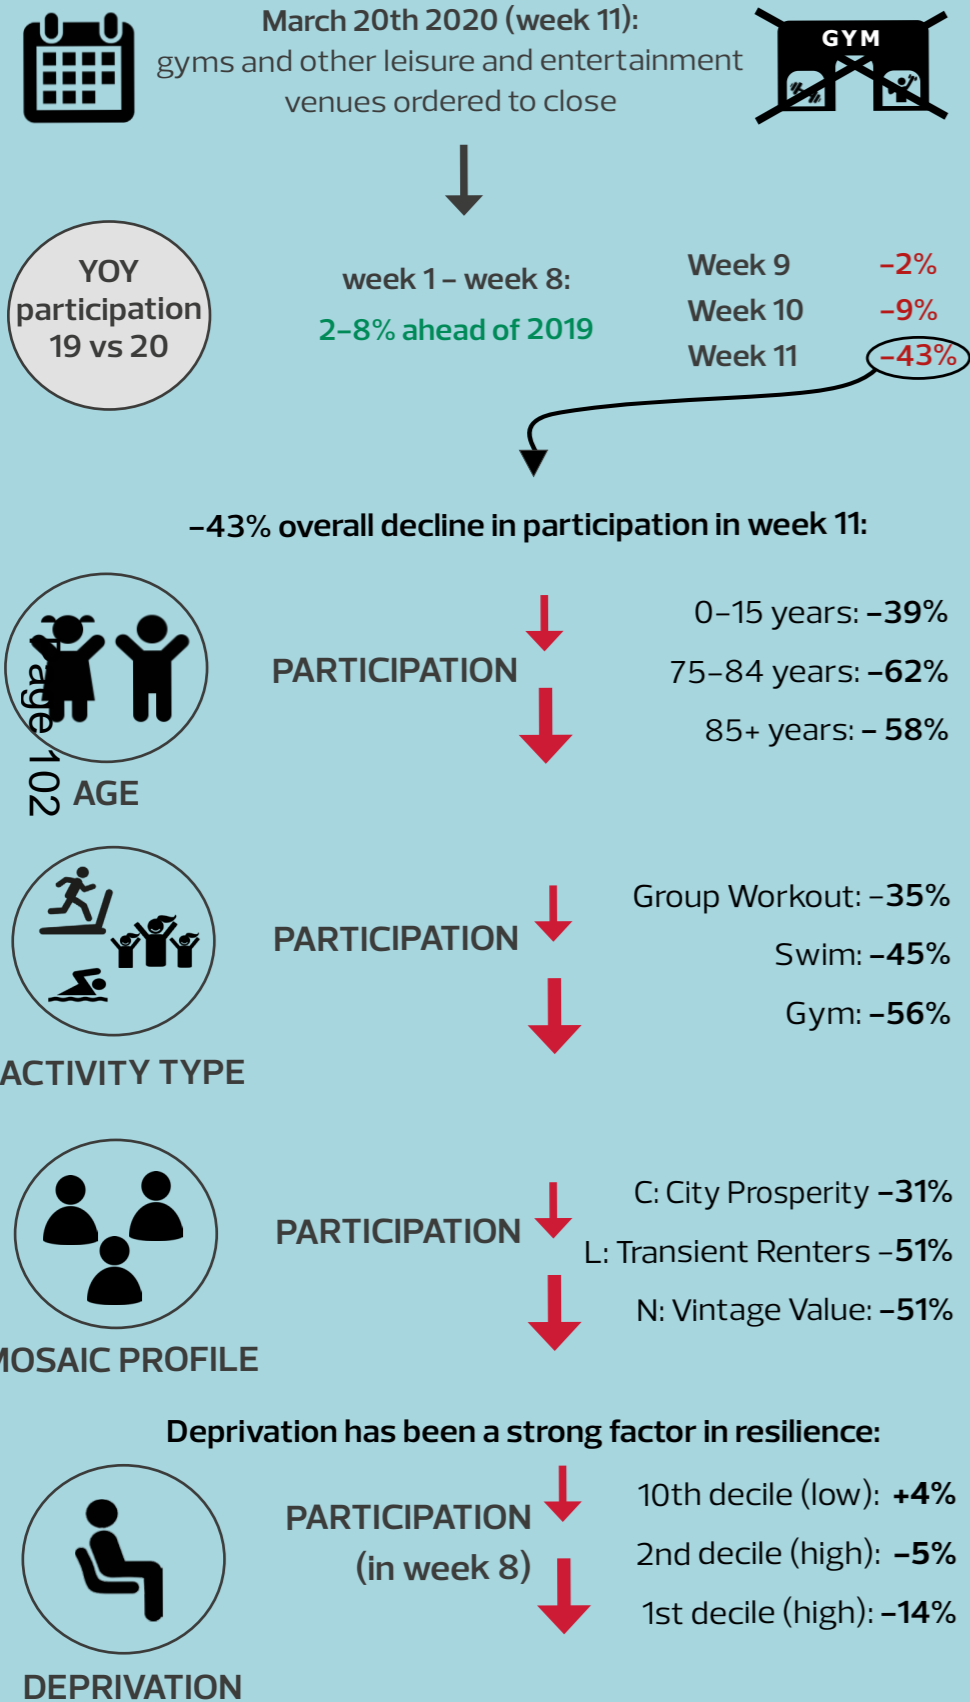 March 20th 2020 (week 11):
gyms and other leisure and entertainment
venues ordered to close
GYM
YOY
participation
19 vs 20
week 1 – week 8:
2–8% ahead of 2019
Week 9 –2%
Week 10 –9%
Week 11 –43%
–43% overall decline in participation in week 11:
PARTICIPATION
0–15 years: –39%
75–84 years: –62%
85+ years: – 58%
AGE
Page 102
PARTICIPATION
Group Workout: –35%
Swim: –45%
Gym: –56%
ACTIVITY TYPE
PARTICIPATION
C: City Prosperity –31%
L: Transient Renters –51%
N: Vintage Value: –51%
MOSAIC PROFILE
Deprivation has been a strong factor in resilience:
PARTICIPATION
(in week 8)
10th decile (low): +4%
2nd decile (high): –5%
1st decile (high): –14%
DEPRIVATION